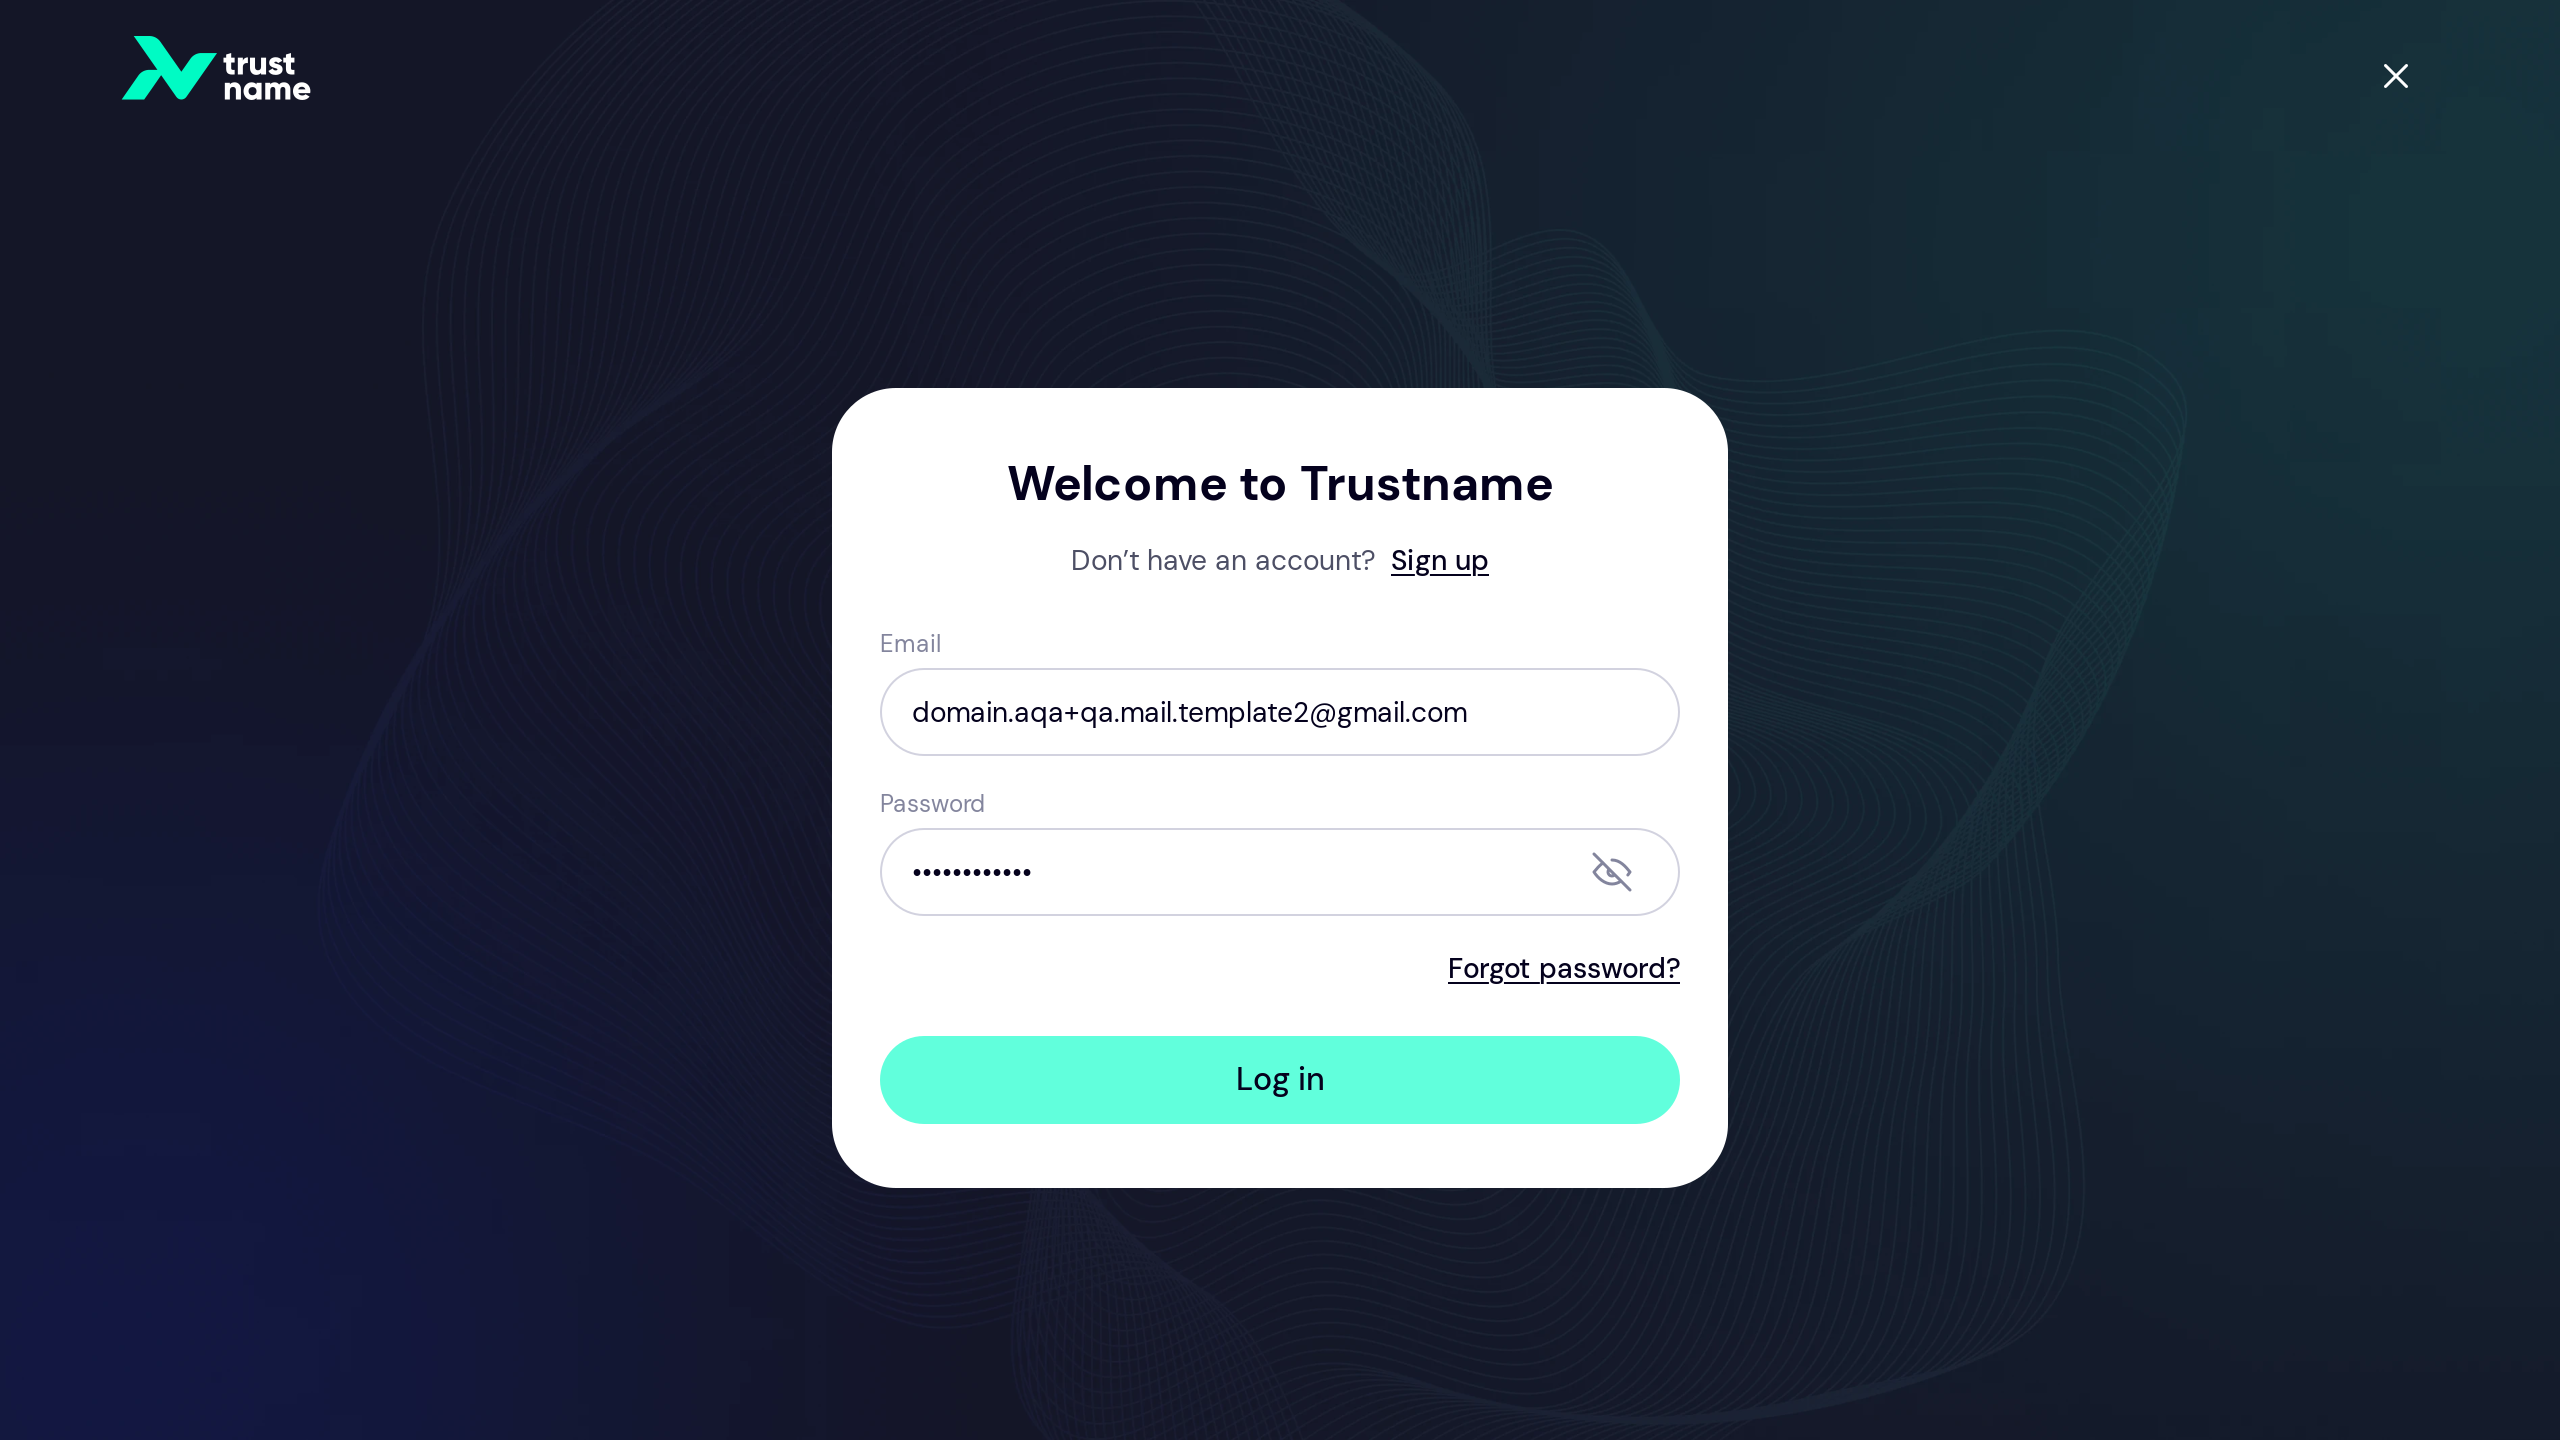 trust
name
Welcome to Trustname
Don’t have an account? Sign up
Email
domain.aqa+qa.mail.template2@gmail.com
Password
••••••••••••
Forgot password?
Log in